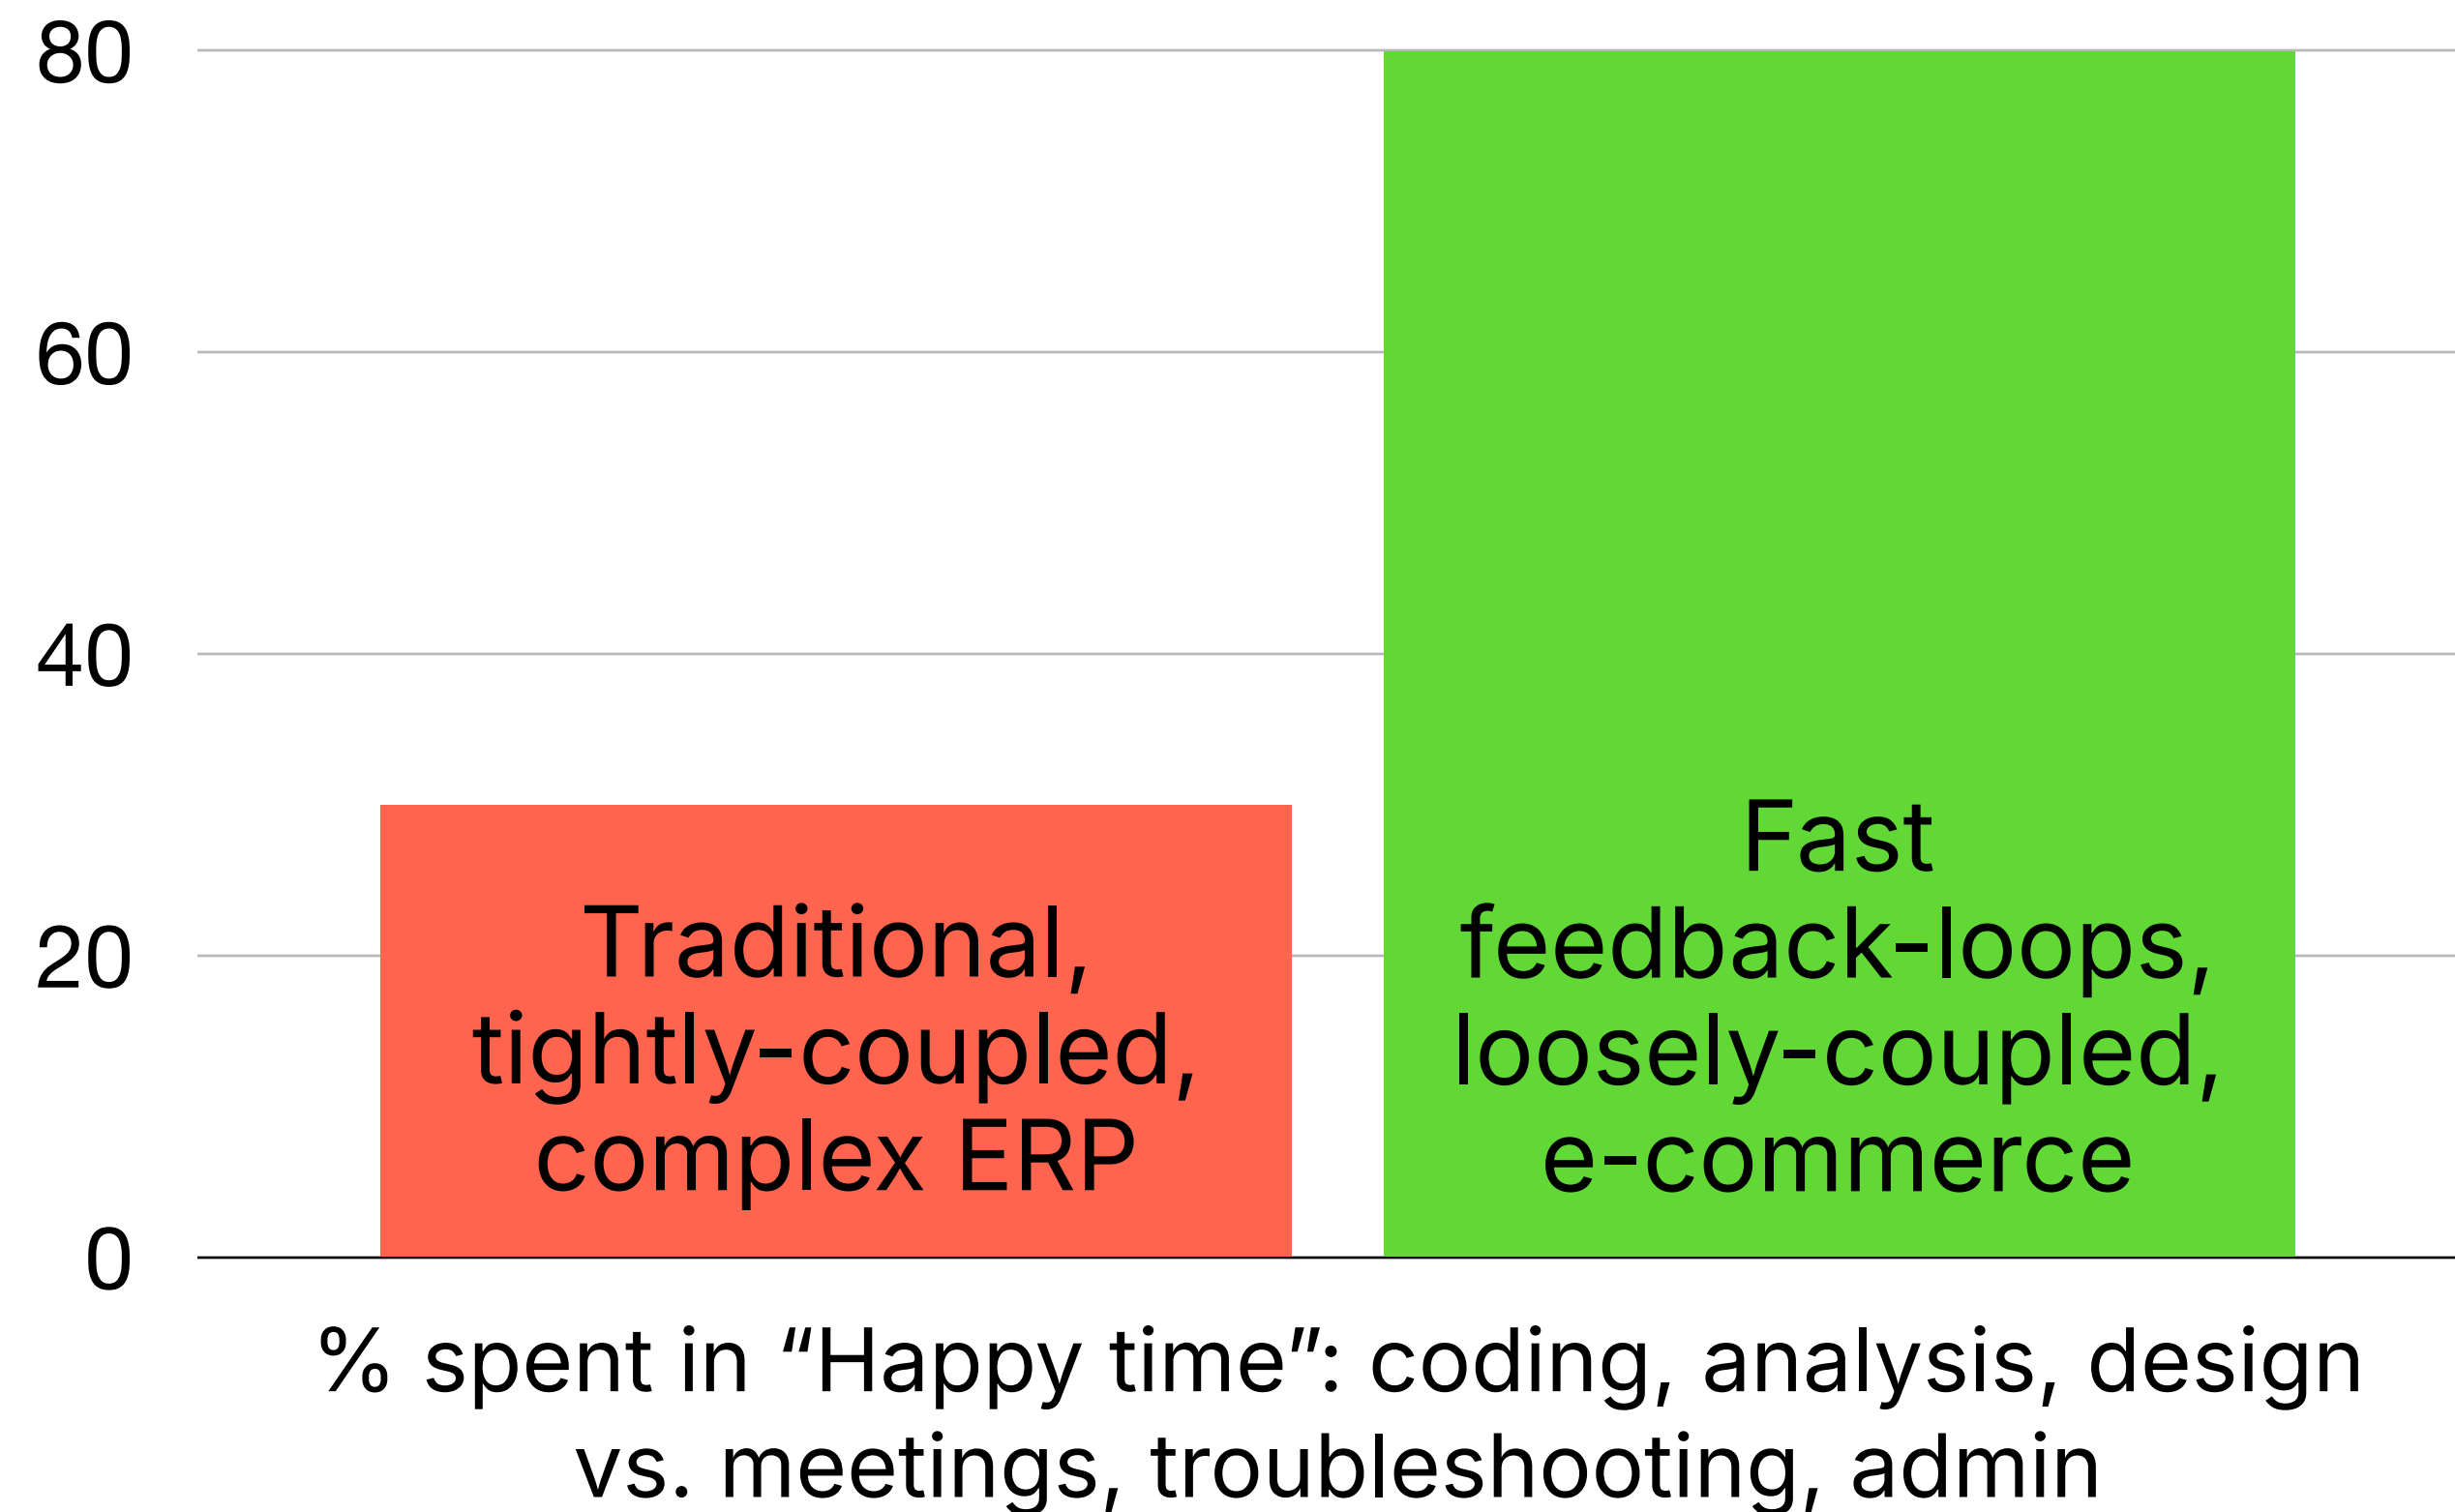 80
60
40
20
0
Traditional,
tightly-coupled,
complex ERP
Fast
feedback-loops,
loosely-coupled,
e-commerce
% spent in “Happy time”: coding, analysis, design
vs. meetings, troubleshooting, admin